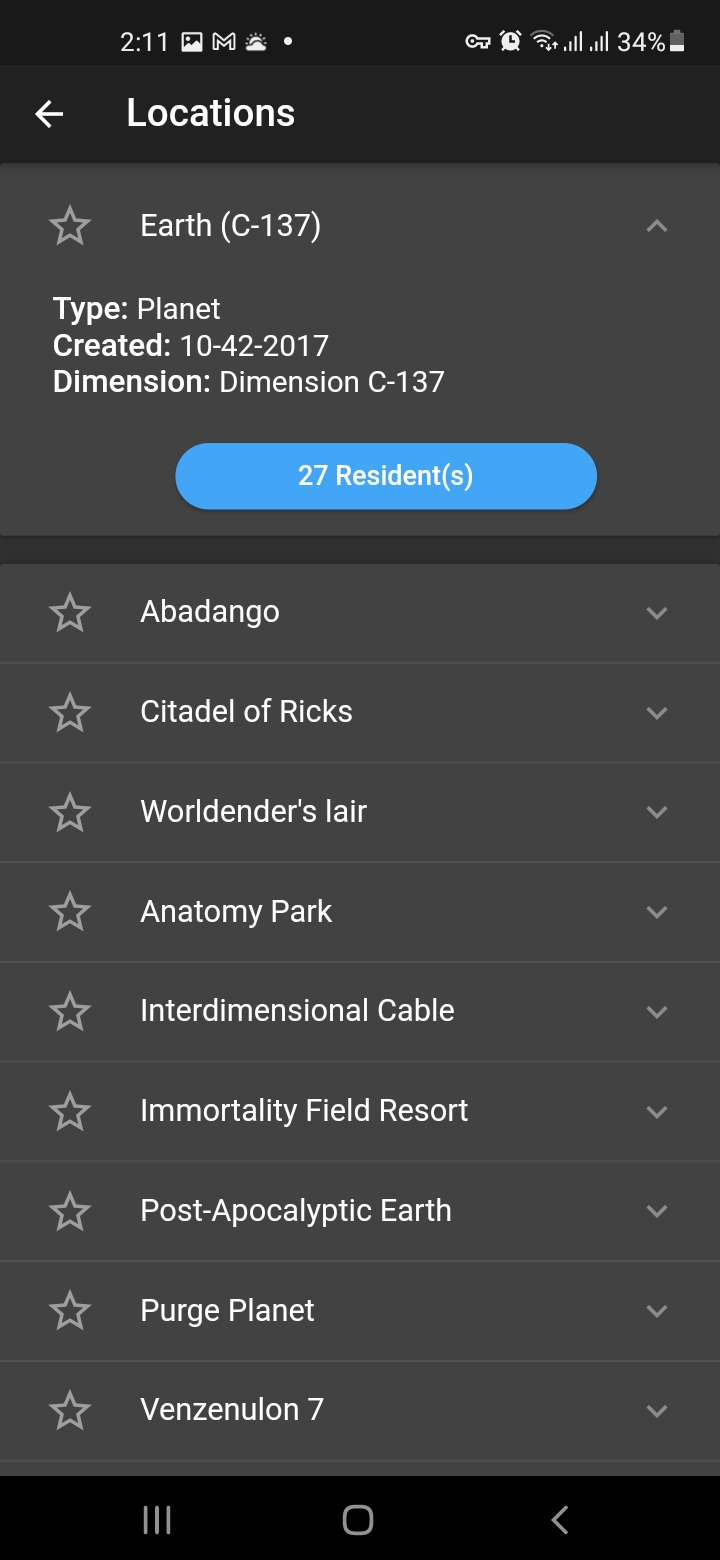 2:11 34%
Locations
Earth (C-137)
Type: Planet
Created: 10-42-2017
Dimension: Dimension C-137
27 Resident(s)
Abadango
Citadel of Ricks
Worldender's lair
Anatomy Park
Interdimensional Cable
Immortality Field Resort
Post-Apocalyptic Earth
Purge Planet
Venzenulon 7